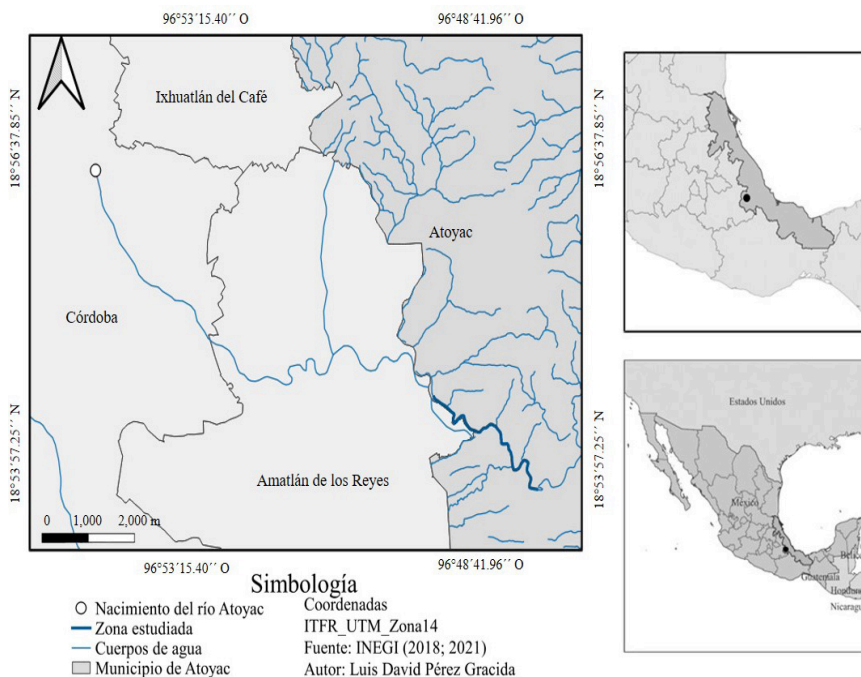 96°53´15.40´´ O
96°48´41.96´´ O
18°56´37.85´´ N
18°56´37.85´´ N
Ixhuatlán del Café
Atoyac
Córdoba
18°53´57.25´´ N
18°53´57.25´´ N
Amatlán de los Reyes
0 1,000 2,000 m
96°53´15.40´´ O
96°48´41.96´´ O
Estados Unidos
México
Guatemala
Nicaragu
Simbología
Nacimiento del río Atoyac
Zona estudiada
Cuerpos de agua
Municipio de Atoyac
Coordenadas
ITFR_UTM_Zona14
Fuente: INEGI (2018; 2021)
Autor: Luis David Pérez Gracida